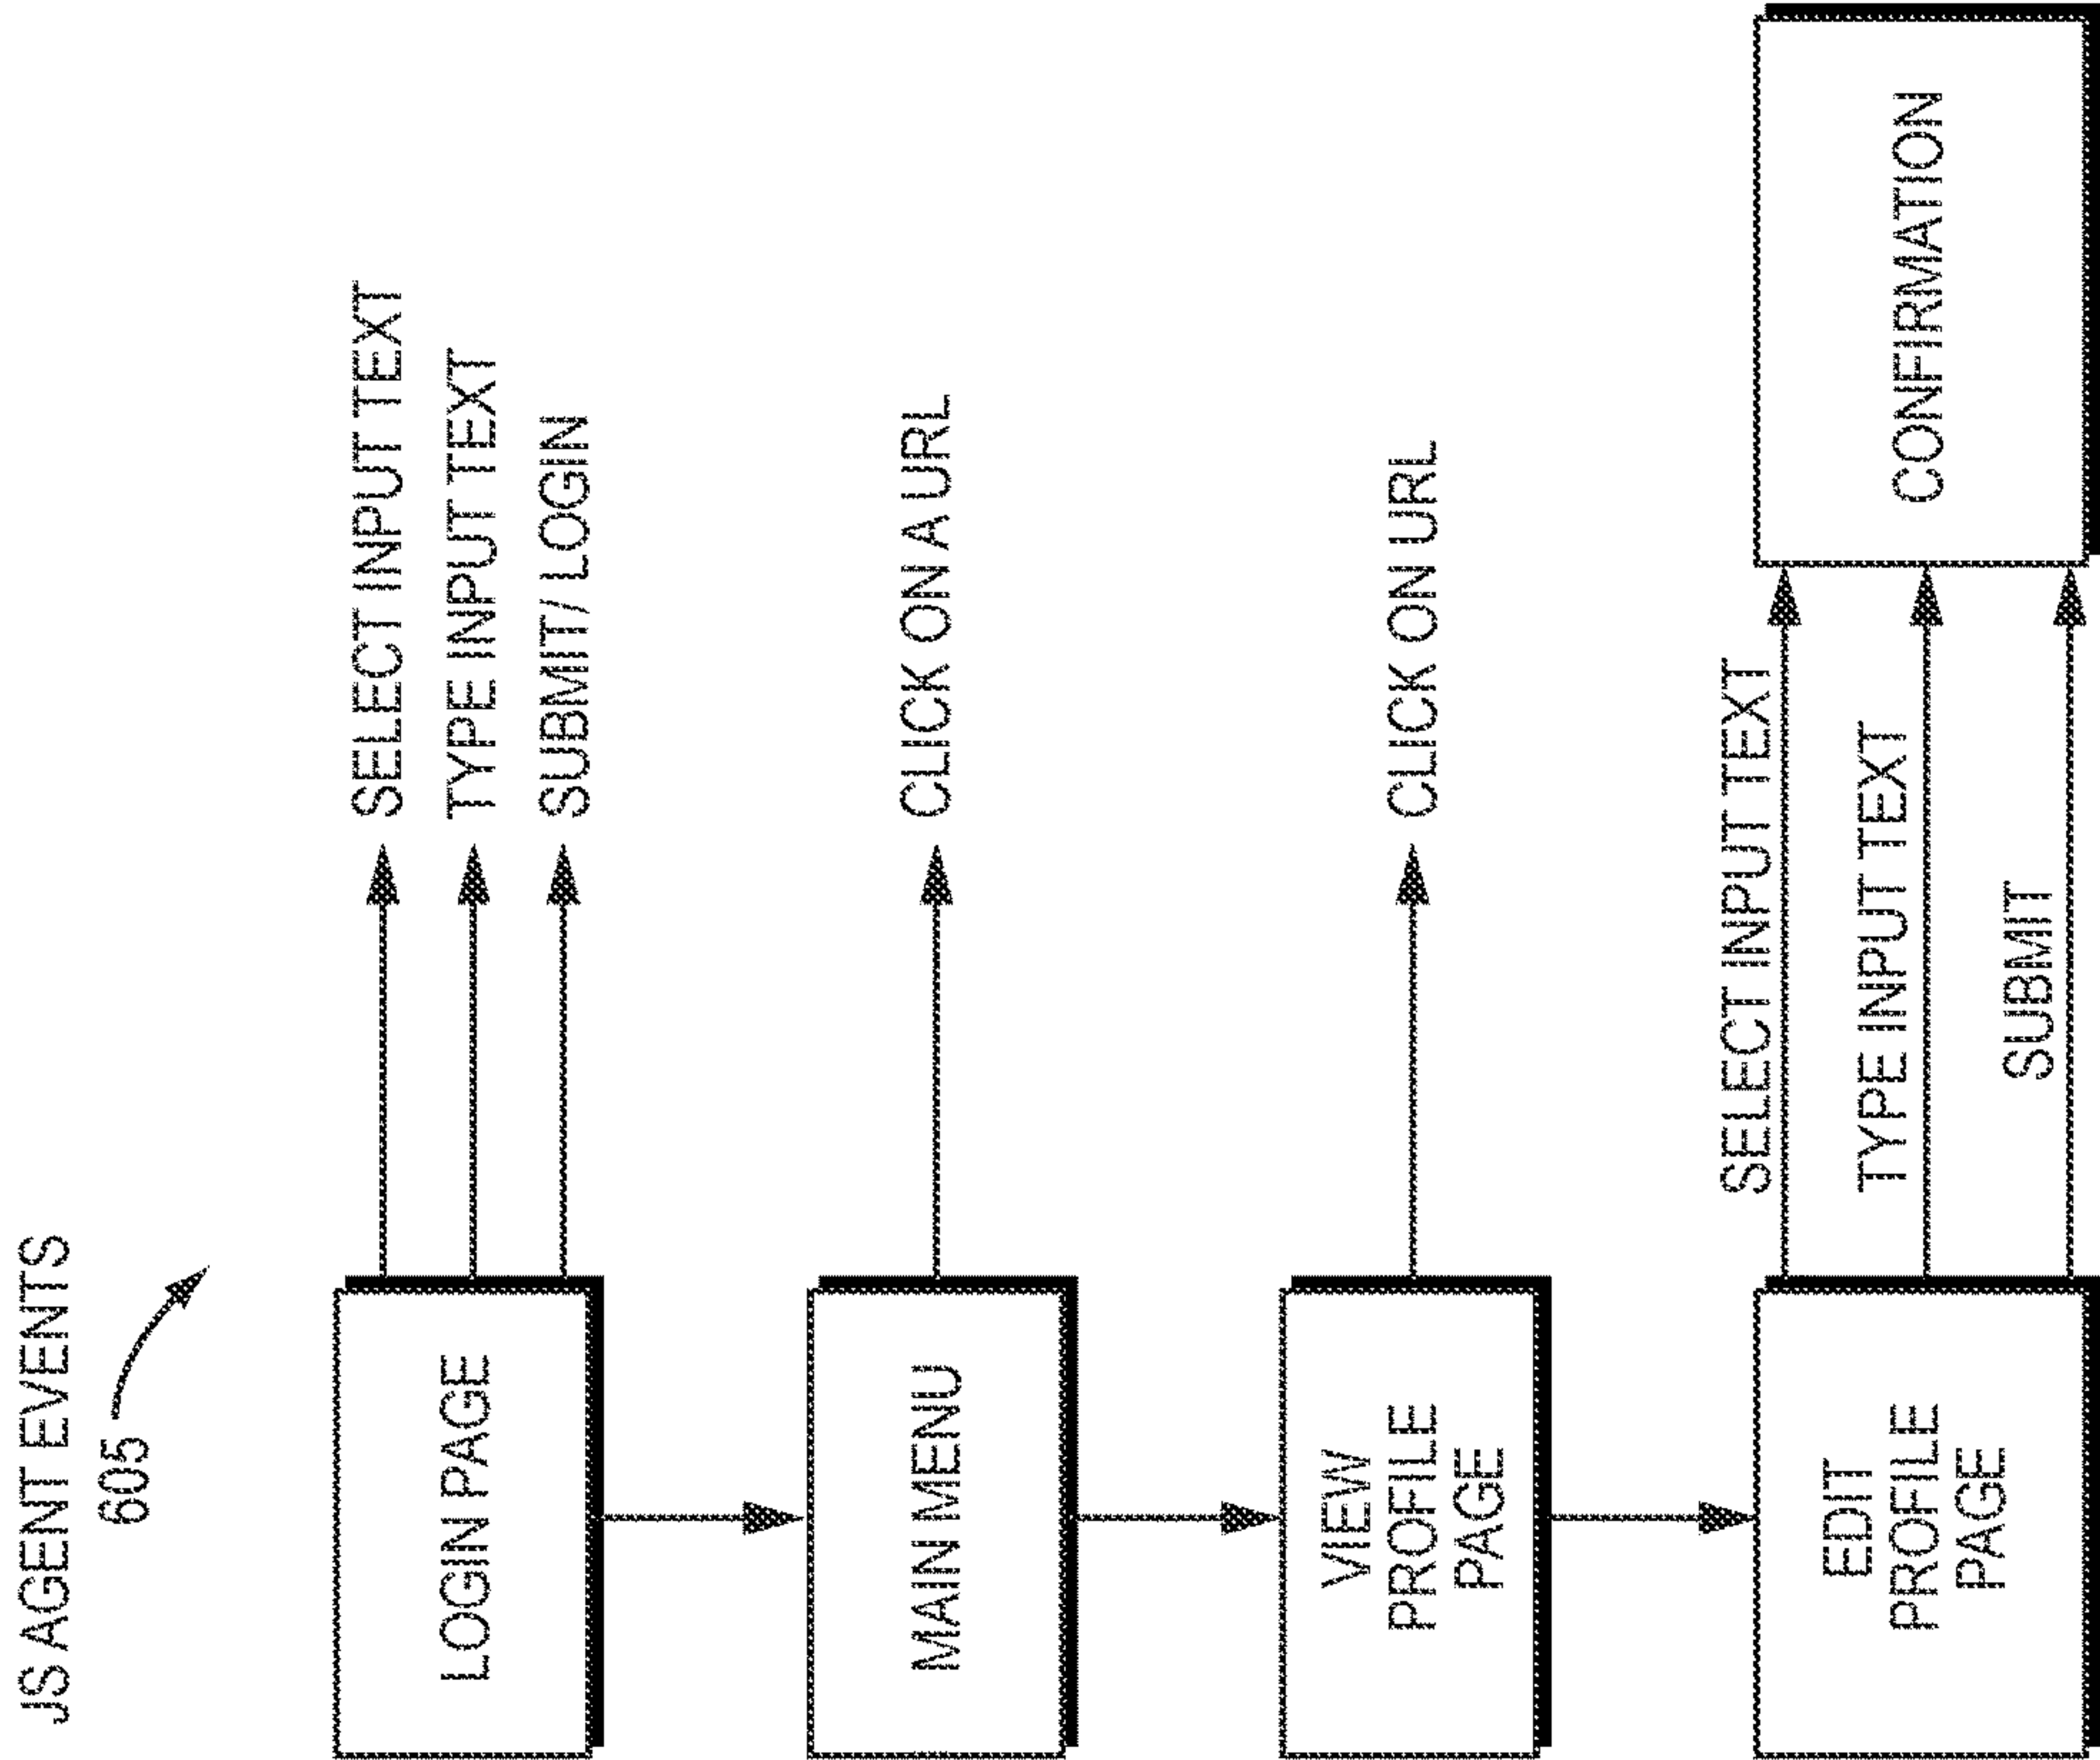 JS AGENT EVENTS
605
LOGIN PAGE
SELECT INPUT TEXT
TYPE INPUT TEXT
SUBMIT/ LOGIN
MAIN MENU
CLICK ON A URL
VIEW
PROFILE
PAGE
CLICK ON URL
EDIT
PROFILE
PAGE
SELECT INPUT TEXT
TYPE INPUT TEXT
SUBMIT
CONFIRMATION